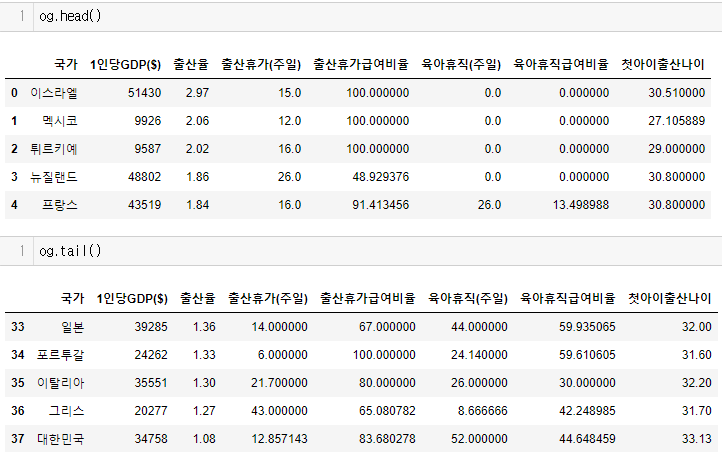 1 og.head()
국가 1인당GDP($) 출산율 출산휴가(주일) 출산휴가급여비율 육아휴직(주일) 육아휴직급여비율 첫아이출산나이
0 이스라엘 51430 2.97 15.0 100.000000 0.0 0.000000 30.510000
1 멕시코 9926 2.06 12.0 100.000000 0.0 0.000000 27.105889
2 튀르키예 9587 2.02 16.0 100.000000 0.0 0.000000 29.000000
3 뉴질랜드 48802 1.86 26.0 48.929376 0.0 0.000000 30.800000
4 프랑스 43519 1.84 16.0 91.413456 26.0 13.498988 30.800000
1 og.tail()
국가 1인당GDP($) 출산율 출산휴가(주일) 출산휴가급여비율 육아휴직(주일) 육아휴직급여비율 첫아이출산나이
33 일본 39285 1.36 14.000000 67.000000 44.000000 59.935065 32.00
34 포르투갈 24262 1.33 6.000000 100.000000 24.140000 59.610605 31.60
35 이탈리아 35551 1.30 21.700000 80.000000 26.000000 30.000000 32.20
36 그리스 20277 1.27 43.000000 65.080782 8.666666 42.248985 31.70
37 대한민국 34758 1.08 12.857143 83.680278 52.000000 44.648459 33.13